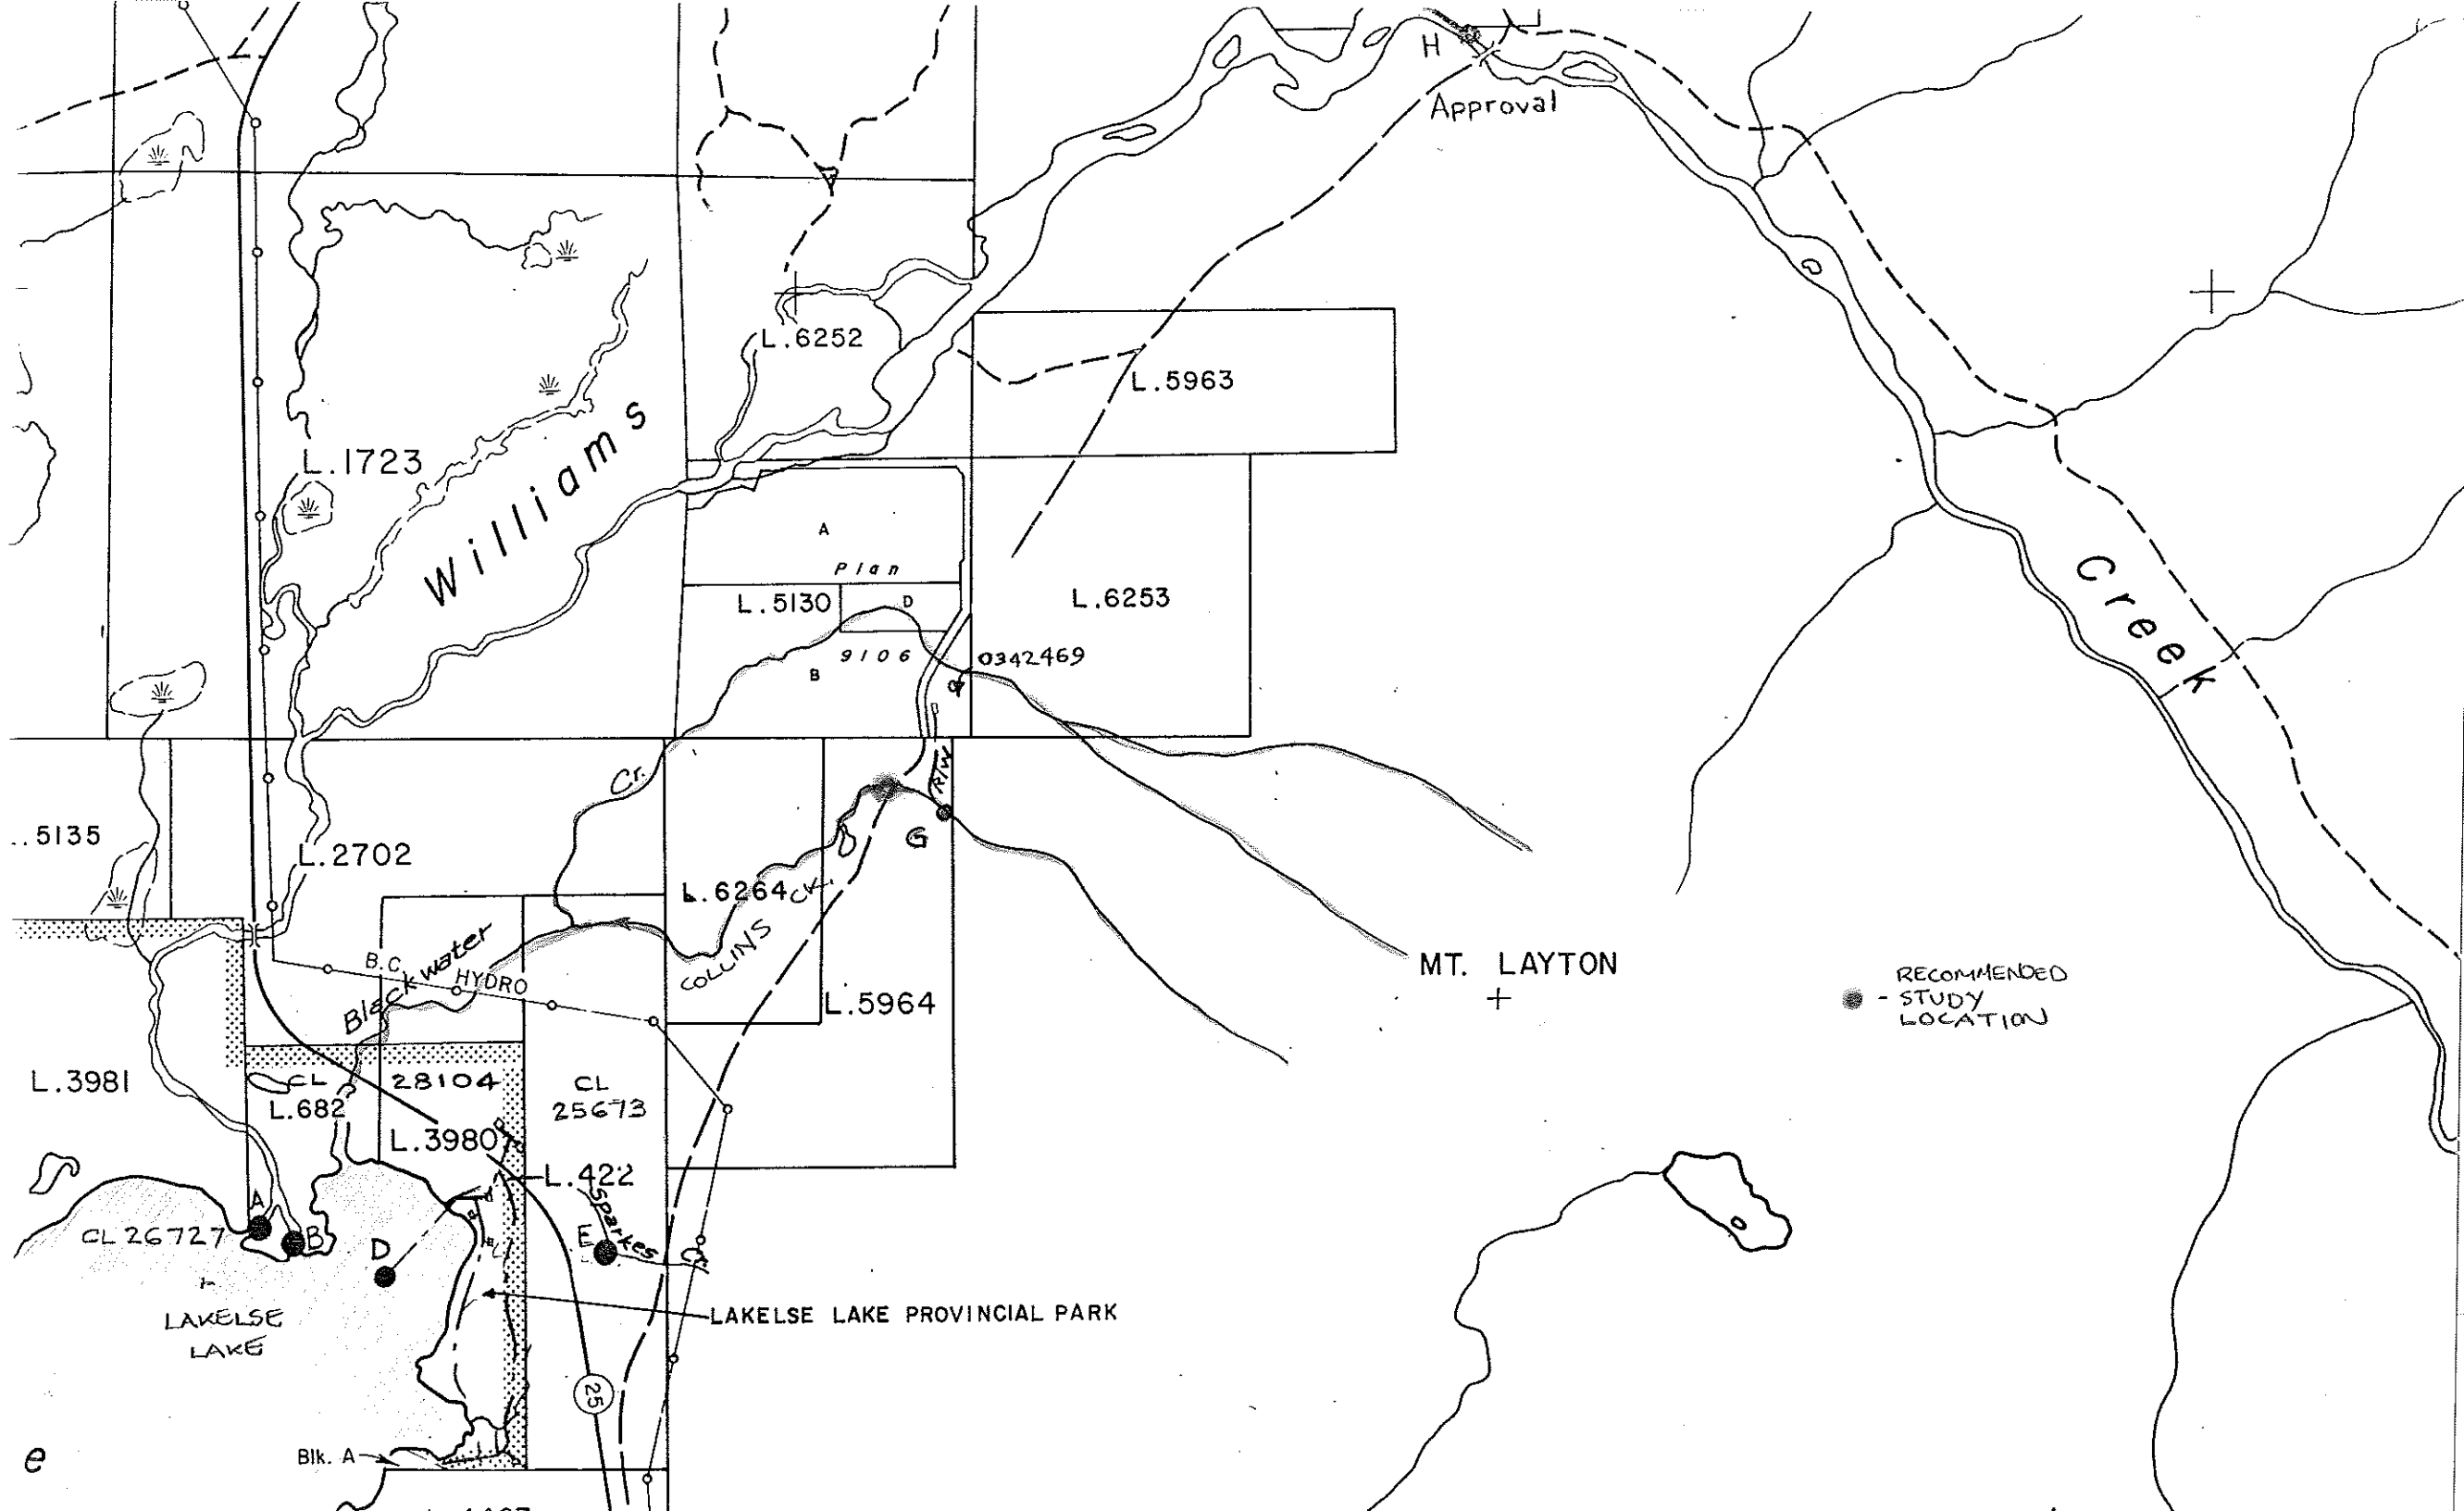 H
Approval
L.6252
L.5963
L.1723
Williams
A
Plan
L.5130
D
L.6253
Creek
9106
0342469
B
Cr.
R/W
G
..5135
L.2702
L.6264
COLLINS CK.
Blackwater
B.C. HYDRO
L.5964
MT. LAYTON
- RECOMMENDED
STUDY
LOCATION
L.3981
CL
28104
L.682
CL
25673
L.3980
L.422
Sparkes Cr.
A
B
CL 26727
D
E
LAKELSE
LAKE
LAKELSE LAKE PROVINCIAL PARK
25
Blk. A
e